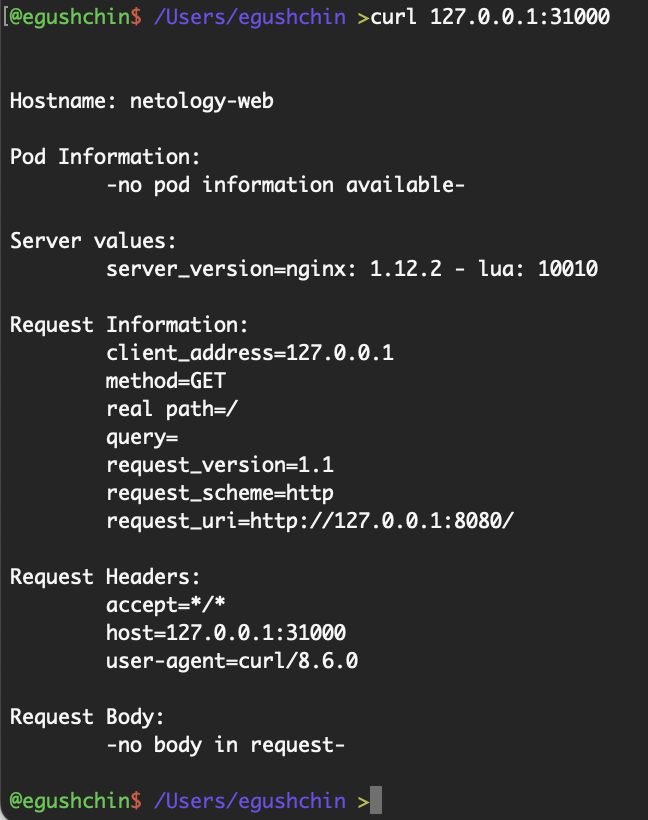 [@egushchin$ /Users/egushchin >curl 127.0.0.1:31000
Hostname: netology-web
Pod Information:
-no pod information available-
Server values:
server_version=nginx: 1.12.2 - lua: 10010
Request Information:
client_address=127.0.0.1
method=GET
real path=/
query=
request_version=1.1
request_scheme=http
request_uri=http://127.0.0.1:8080/
Request Headers:
accept=*/*
host=127.0.0.1:31000
user-agent=curl/8.6.0
Request Body:
-no body in request-
@egushchin$ /Users/egushchin >